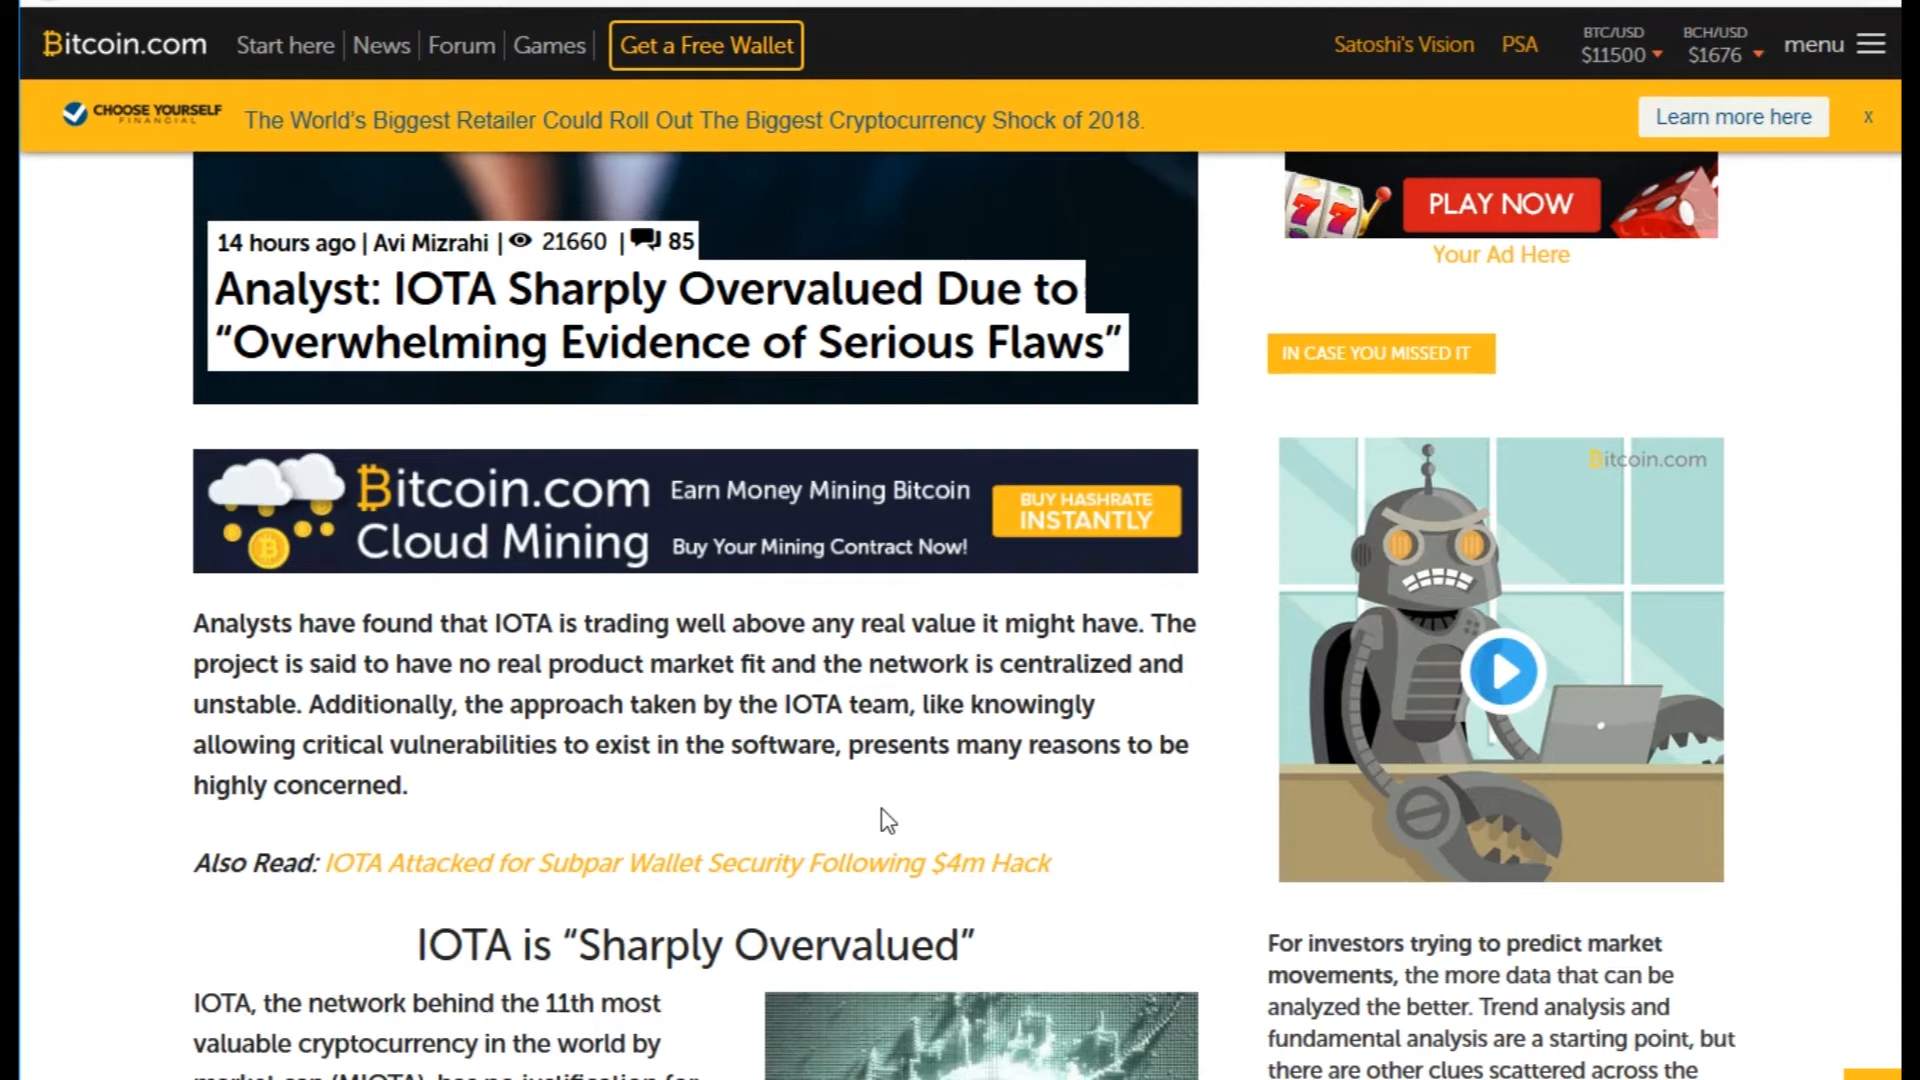 Bitcoin.com
Start here
News
Forum
Games
Get a Free Wallet
Satoshi's Vision
PSA
BTC/USD
$11500
BCH/USD
$1676
menu
CHOOSE YOURSELF
FINANCIAL
The World's Biggest Retailer Could Roll Out The Biggest Cryptocurrency Shock of 2018.
Learn more here
x
14 hours ago | Avi Mizrahi | 21660 | 85
Analyst: IOTA Sharply Overvalued Due to
“Overwhelming Evidence of Serious Flaws”
Bitcoin.com
Cloud Mining
Earn Money Mining Bitcoin
Buy Your Mining Contract Now!
BUY HASHRATE
INSTANTLY
Analysts have found that IOTA is trading well above any real value it might have. The
project is said to have no real product market fit and the network is centralized and
unstable. Additionally, the approach taken by the IOTA team, like knowingly
allowing critical vulnerabilities to exist in the software, presents many reasons to be
highly concerned.
Also Read: IOTA Attacked for Subpar Wallet Security Following $4m Hack
IOTA is “Sharply Overvalued”
IOTA, the network behind the 11th most
valuable cryptocurrency in the world by
market cap (MIOTA), has no justification for
7 7
PLAY NOW
Your Ad Here
IN CASE YOU MISSED IT
Bitcoin.com
For investors trying to predict market
movements, the more data that can be
analyzed the better. Trend analysis and
fundamental analysis are a starting point, but
there are other clues scattered across the